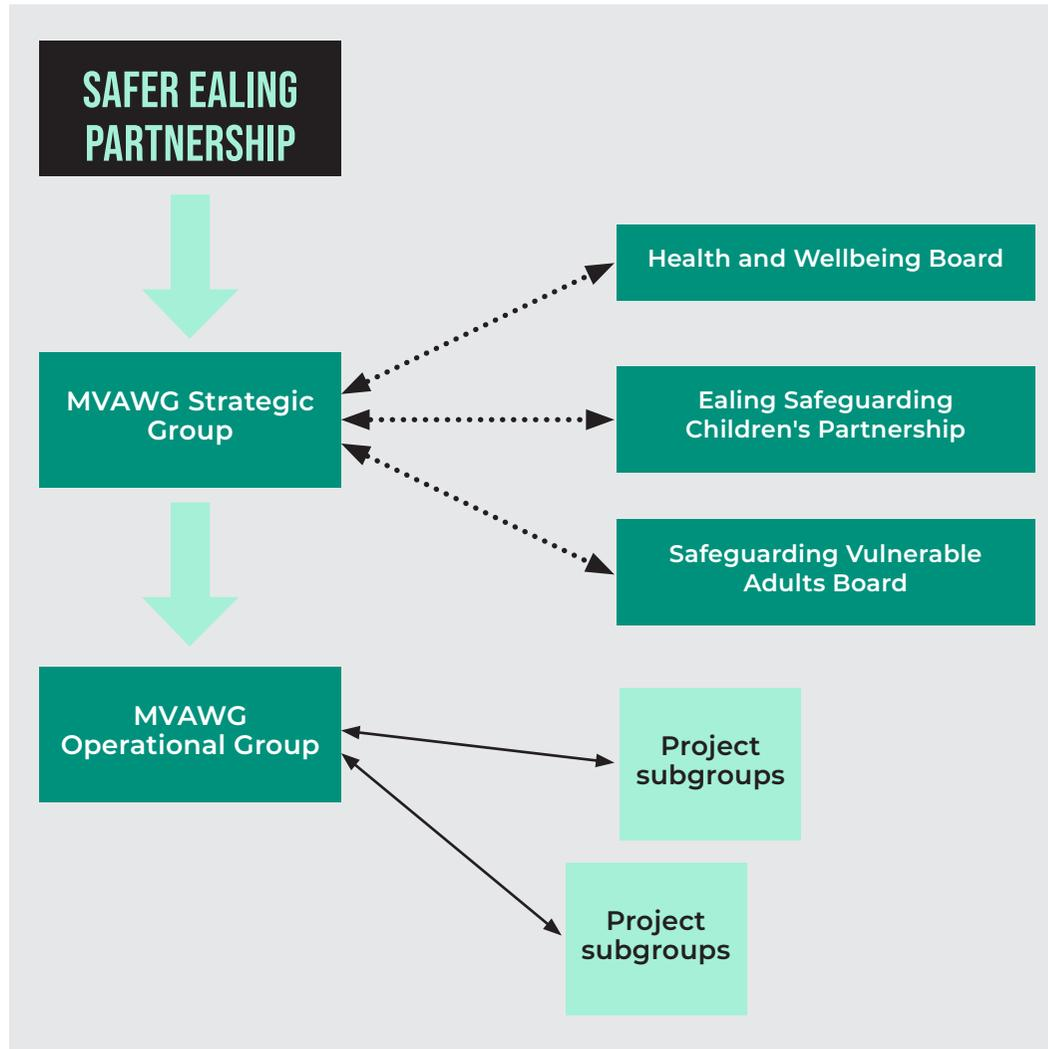 SAFER EALING
PARTNERSHIP
Health and Wellbeing Board
MVAWG Strategic
Group
Ealing Safeguarding
Children's Partnership
Safeguarding Vulnerable
Adults Board
MVAWG
Operational Group
Project
subgroups
Project
subgroups